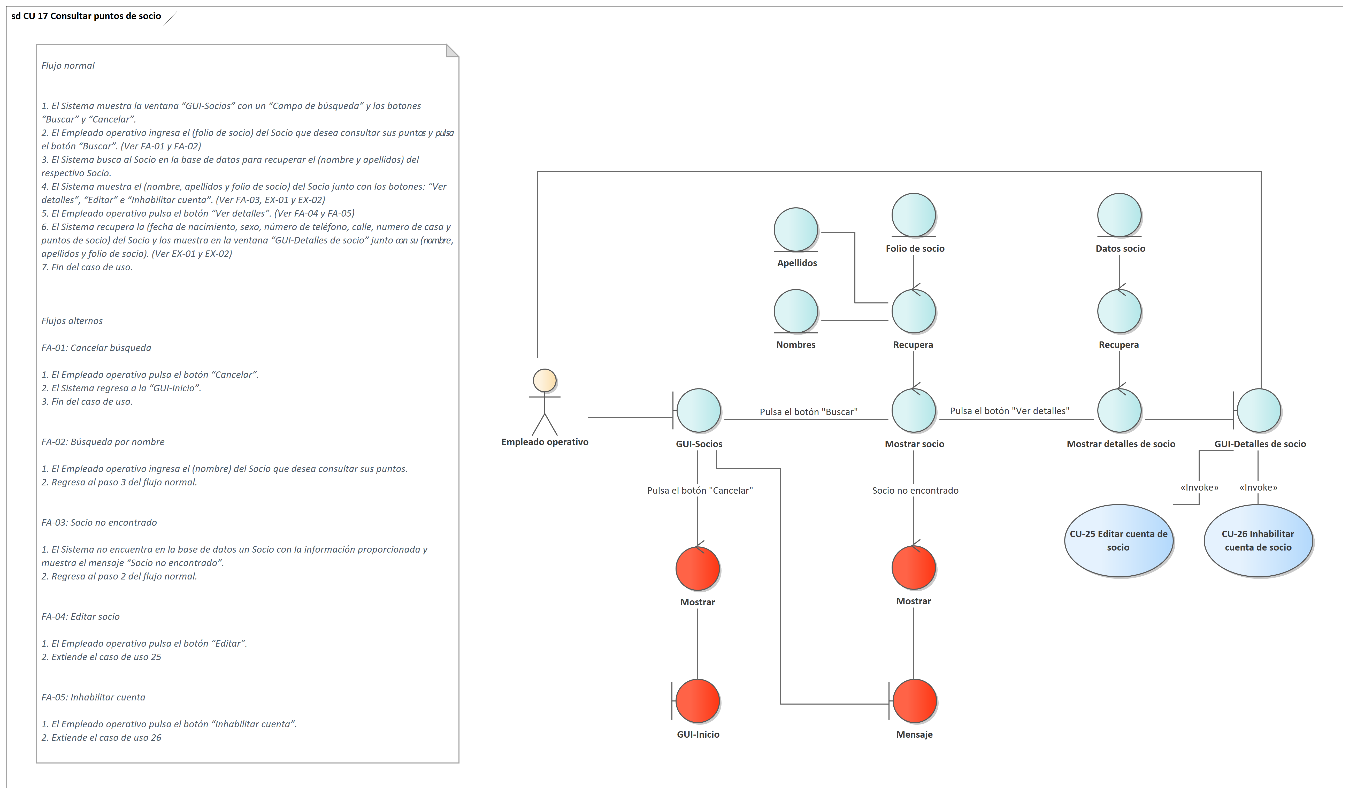 sd CU 17 Consultar puntos de socio
Flujo normal
1. El Sistema muestra la ventana “GUI-Socios” con un “Campo de búsqueda” y los botones
“Buscar” y “Cancelar”.
2. El Empleado operativo ingresa el (folio de socio) del Socio que desea consultar sus puntos y pulsa
el botón “Buscar”. (Ver FA-01 y FA-02)
3. El Sistema busca al Socio en la base de datos para recuperar el (nombre y apellidos) del
respectivo Socio.
4. El Sistema muestra el (nombre, apellidos y folio de socio) del Socio junto con los botones: “Ver
detalles”, “Editar” e “Inhabilitar cuenta”. (Ver FA-03, EX-01 y EX-02)
5. El Empleado operativo pulsa el botón “Ver detalles”. (Ver FA-04 y FA-05)
6. El Sistema recupera la (fecha de nacimiento, sexo, número de teléfono, calle, numero de casa y
puntos de socio) del Socio y los muestra en la ventana “GUI-Detalles de socio” junto con su (nombre,
apellidos y folio de socio). (Ver EX-01 y EX-02)
7. Fin del caso de uso.
Flujos alternos
FA-01: Cancelar búsqueda
1. El Empleado operativo pulsa el botón “Cancelar”.
2. El Sistema regresa a la “GUI-Inicio”.
3. Fin del caso de uso.
FA-02: Búsqueda por nombre
1. El Empleado operativo ingresa el (nombre) del Socio que desea consultar sus puntos.
2. Regresa al paso 3 del flujo normal.
FA-03: Socio no encontrado
1. El Sistema no encuentra en la base de datos un Socio con la información proporcionada y
muestra el mensaje “Socio no encontrado”.
2. Regresa al paso 2 del flujo normal.
FA-04: Editar socio
1. El Empleado operativo pulsa el botón “Editar”.
2. Extiende el caso de uso 25
FA-05: Inhabilitar cuenta
1. El Empleado operativo pulsa el botón “Inhabilitar cuenta”.
2. Extiende el caso de uso 26
Apellidos
Folio de socio
Datos socio
Nombres
Recupera
Recupera
Empleado operativo
GUI-Socios
Pulsa el botón "Buscar"
Mostrar socio
Pulsa el botón "Ver detalles"
Mostrar detalles de socio
GUI-Detalles de socio
Pulsa el botón "Cancelar"
Socio no encontrado
«Invoke»
«Invoke»
CU-25 Editar cuenta de
socio
CU-26 Inhabilitar
cuenta de socio
Mostrar
Mostrar
GUI-Inicio
Mensaje